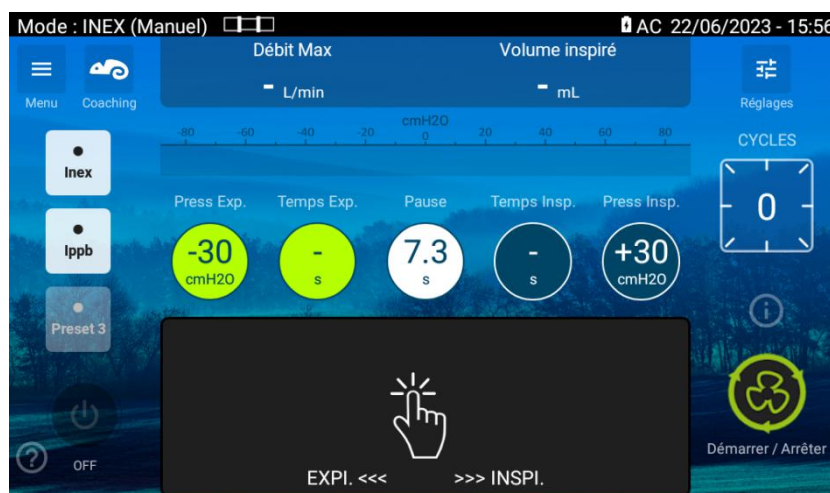 Mode : INEX (Manuel) AC 22/06/2023 - 15:56
Débit Max Volume inspiré
- L/min - mL
Menu Coaching Réglages
cmH2O
-80 -60 -40 -20 0 20 40 60 80
CYCLES
0
Inex
Ippb
Preset 3
Press Exp. Temps Exp. Pause Temps Insp. Press Insp.
-30 - 7.3 - +30
cmH2O s s s cmH2O
i
EXPI. <<< >>> INSPI.
? OFF
Démarrer / Arrêter